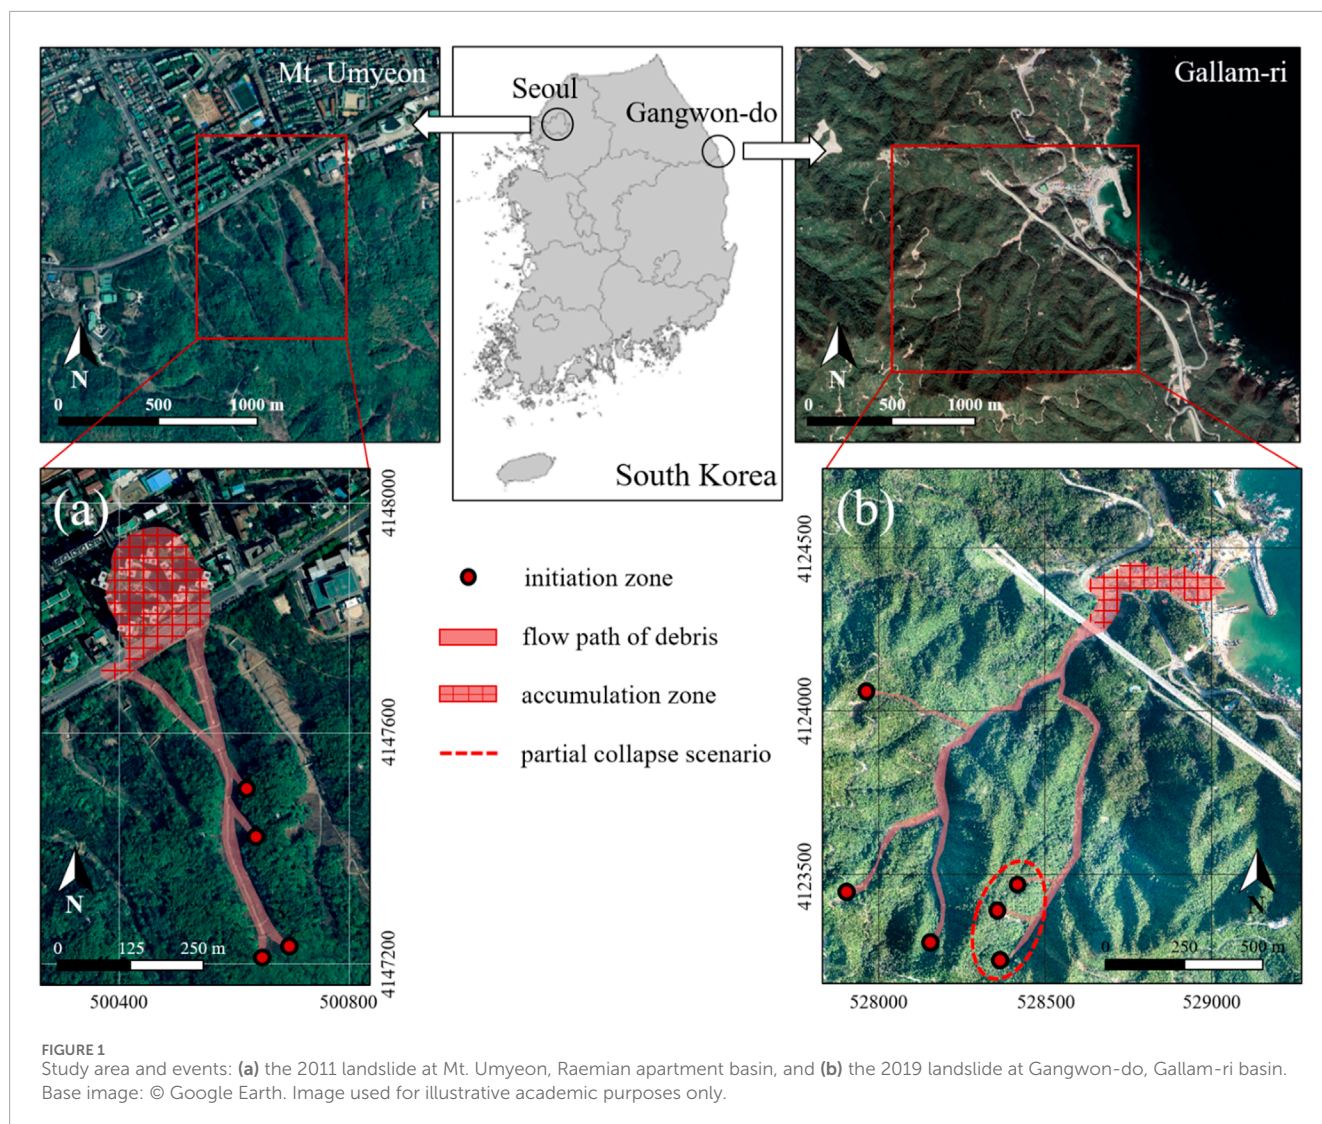 Mt. Umyeon
Seoul
Gangwon-do
Gallam-ri
N
0 500 1000 m
South Korea
N
0 500 1000 m
(a)
4148000
4147600
4147200
N
0 125 250 m
500400 500800
initiation zone
flow path of debris
accumulation zone
partial collapse scenario
(b)
4124500
4124000
4123500
N
0 250 500 m
528000 528500 529000
FIGURE 1
Study area and events: (a) the 2011 landslide at Mt. Umyeon, Raemian apartment basin, and (b) the 2019 landslide at Gangwon-do, Gallam-ri basin.
Base image: © Google Earth. Image used for illustrative academic purposes only.